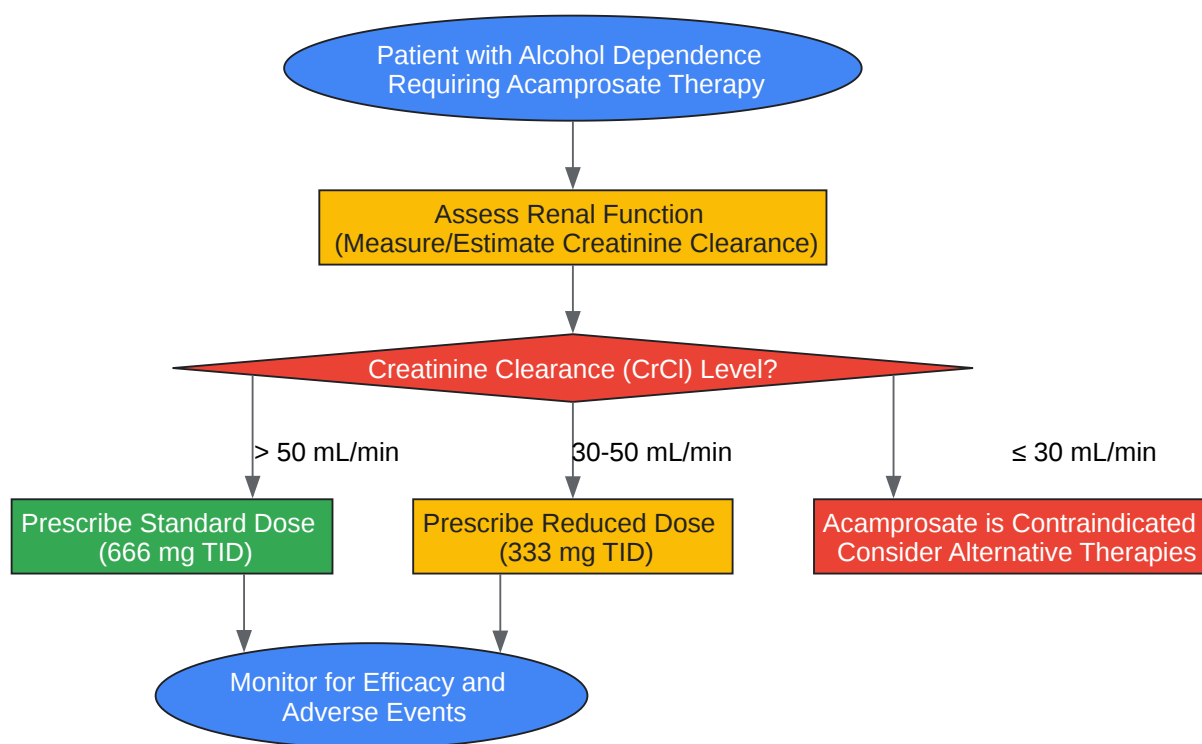 Patient with Alcohol Dependence
Requiring Acamprosate Therapy
Assess Renal Function
(Measure/Estimate Creatinine Clearance)
Creatinine Clearance (CrCl) Level?
> 50 mL/min
30-50 mL/min
≤ 30 mL/min
Prescribe Standard Dose
(666 mg TID)
Prescribe Reduced Dose
(333 mg TID)
Acamprosate is Contraindicated
Consider Alternative Therapies
Monitor for Efficacy and
Adverse Events